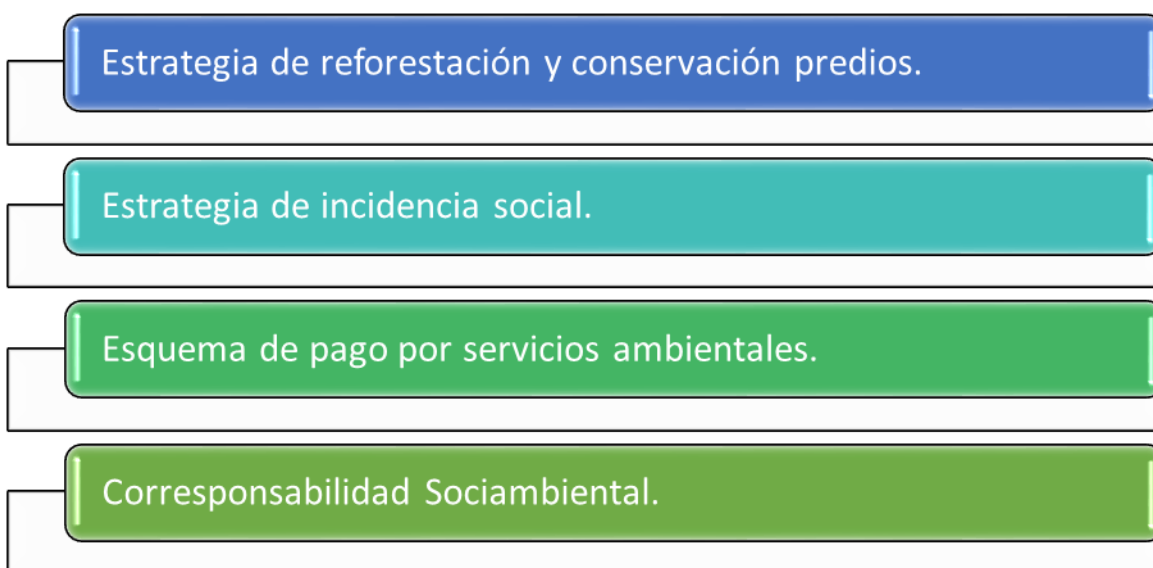 Estrategia de reforestación y conservación predios.
Estrategia de incidencia social.
Esquema de pago por servicios ambientales.
Corresponsabilidad Sociambiental.